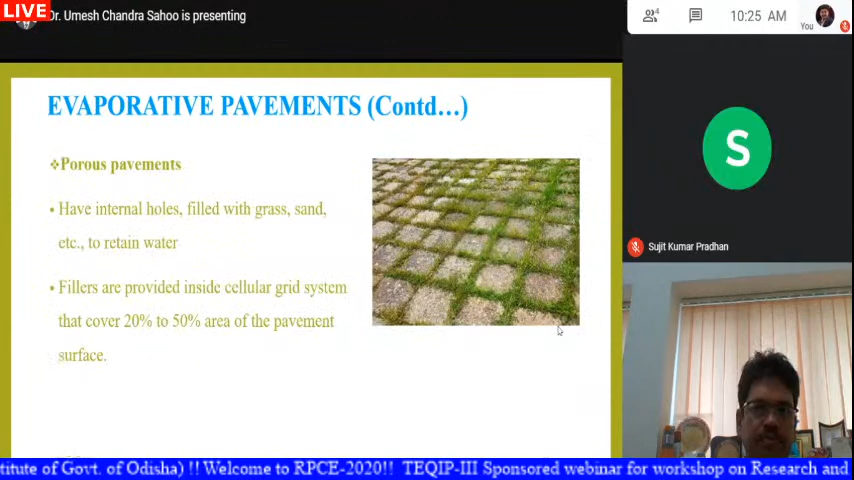 LIVE
Dr. Umesh Chandra Sahoo is presenting
4
10:25 AM
You
EVAPORATIVE PAVEMENTS (Contd…)
❖Porous pavements
• Have internal holes, filled with grass, sand,
etc., to retain water
• Fillers are provided inside cellular grid system
that cover 20% to 50% area of the pavement
surface.
S
Sujit Kumar Pradhan
titute of Govt. of Odisha) !! Welcome to RPCE-2020!! TEQIP-III Sponsored webinar for workshop on Research and